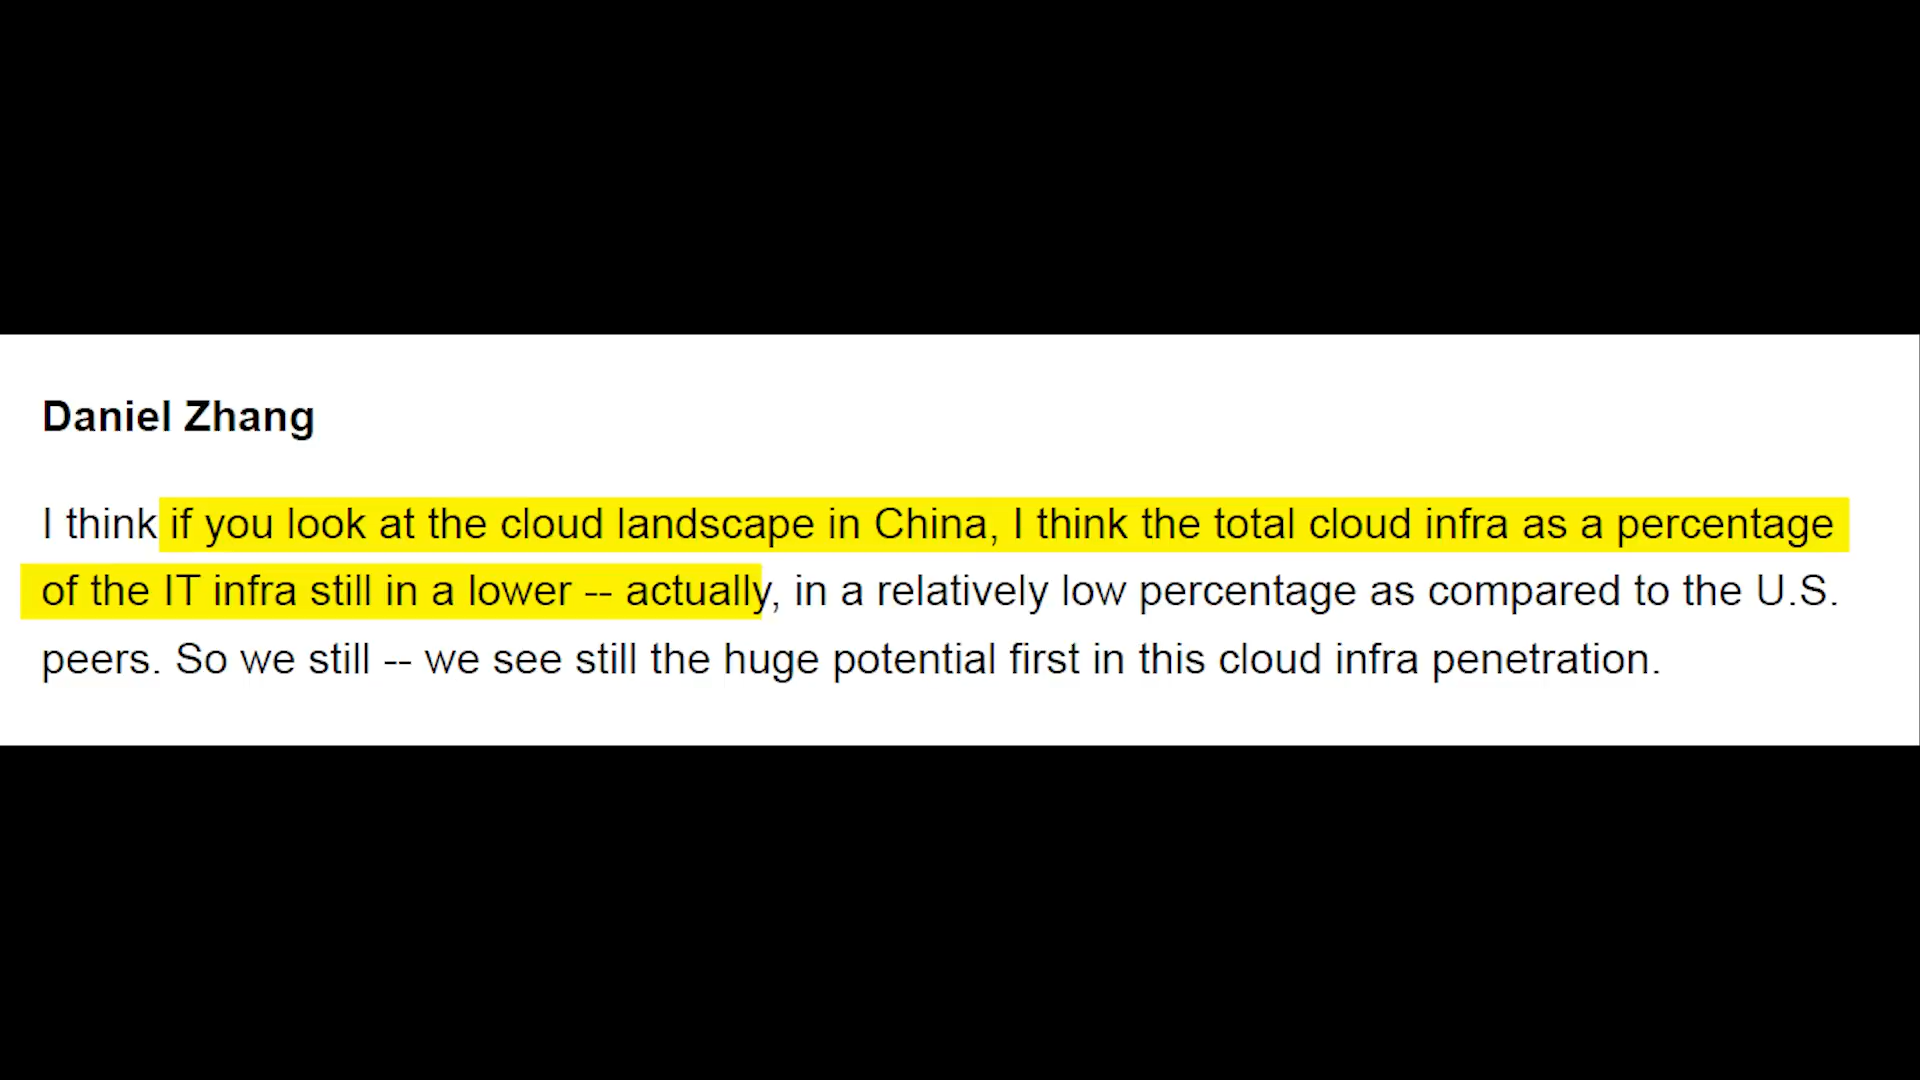 Daniel Zhang
I think if you look at the cloud landscape in China, I think the total cloud infra as a percentage
of the IT infra still in a lower -- actually, in a relatively low percentage as compared to the U.S.
peers. So we still -- we see still the huge potential first in this cloud infra penetration.